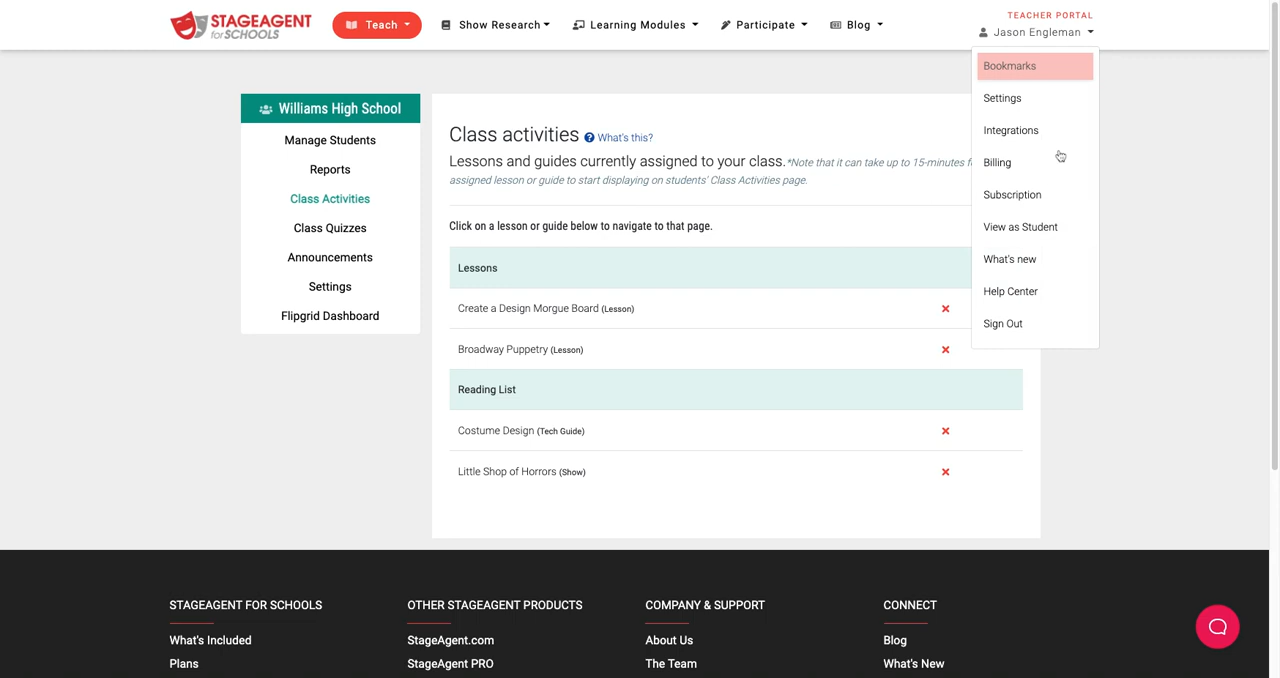 STAGEAGENT
for SCHOOLS
Teach
Show Research
Learning Modules
Participate
Blog
TEACHER PORTAL
Jason Engleman
Bookmarks
Settings
Integrations
Billing
Subscription
View as Student
What's new
Help Center
Sign Out
Williams High School
Manage Students
Reports
Class Activities
Class Quizzes
Announcements
Settings
Flipgrid Dashboard
Class activities ? What's this?
Lessons and guides currently assigned to your class. *Note that it can take up to 15-minutes
assigned lesson or guide to start displaying on students' Class Activities page.
Click on a lesson or guide below to navigate to that page.
Lessons
Create a Design Morgue Board (Lesson)
Broadway Puppetry (Lesson)
Reading List
Costume Design (Tech Guide)
Little Shop of Horrors (Show)
STAGEAGENT FOR SCHOOLS
What's Included
Plans
OTHER STAGEAGENT PRODUCTS
StageAgent.com
StageAgent PRO
COMPANY & SUPPORT
About Us
The Team
CONNECT
Blog
What's New